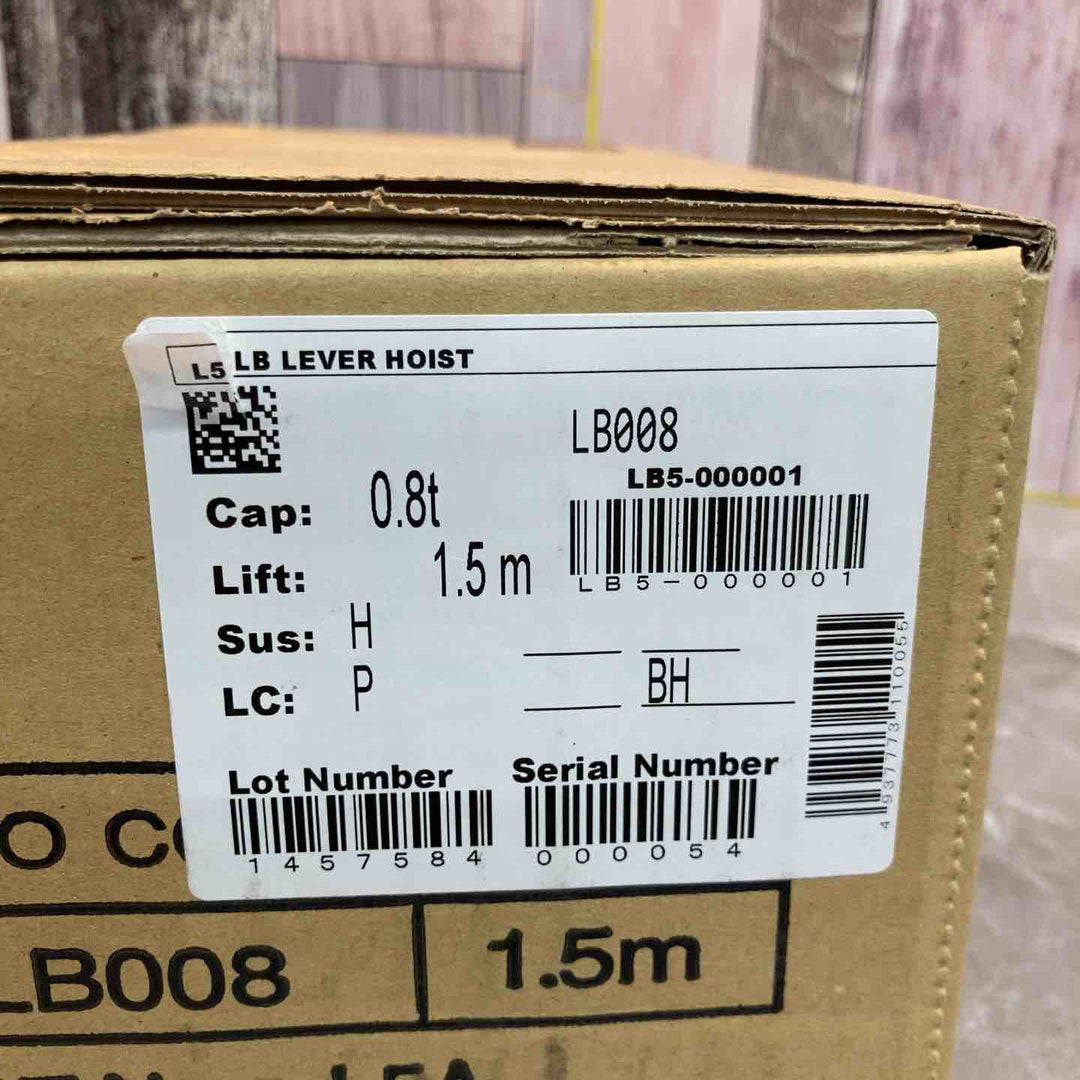 L5 LB LEVER HOIST
LB008
LB5-000001
LB5-000001
Cap: 0.8t
Lift: 1.5 m
Sus: H
LC: P
BH
4937773110055
Lot Number
1457584
Serial Number
000054
LB008
1.5m